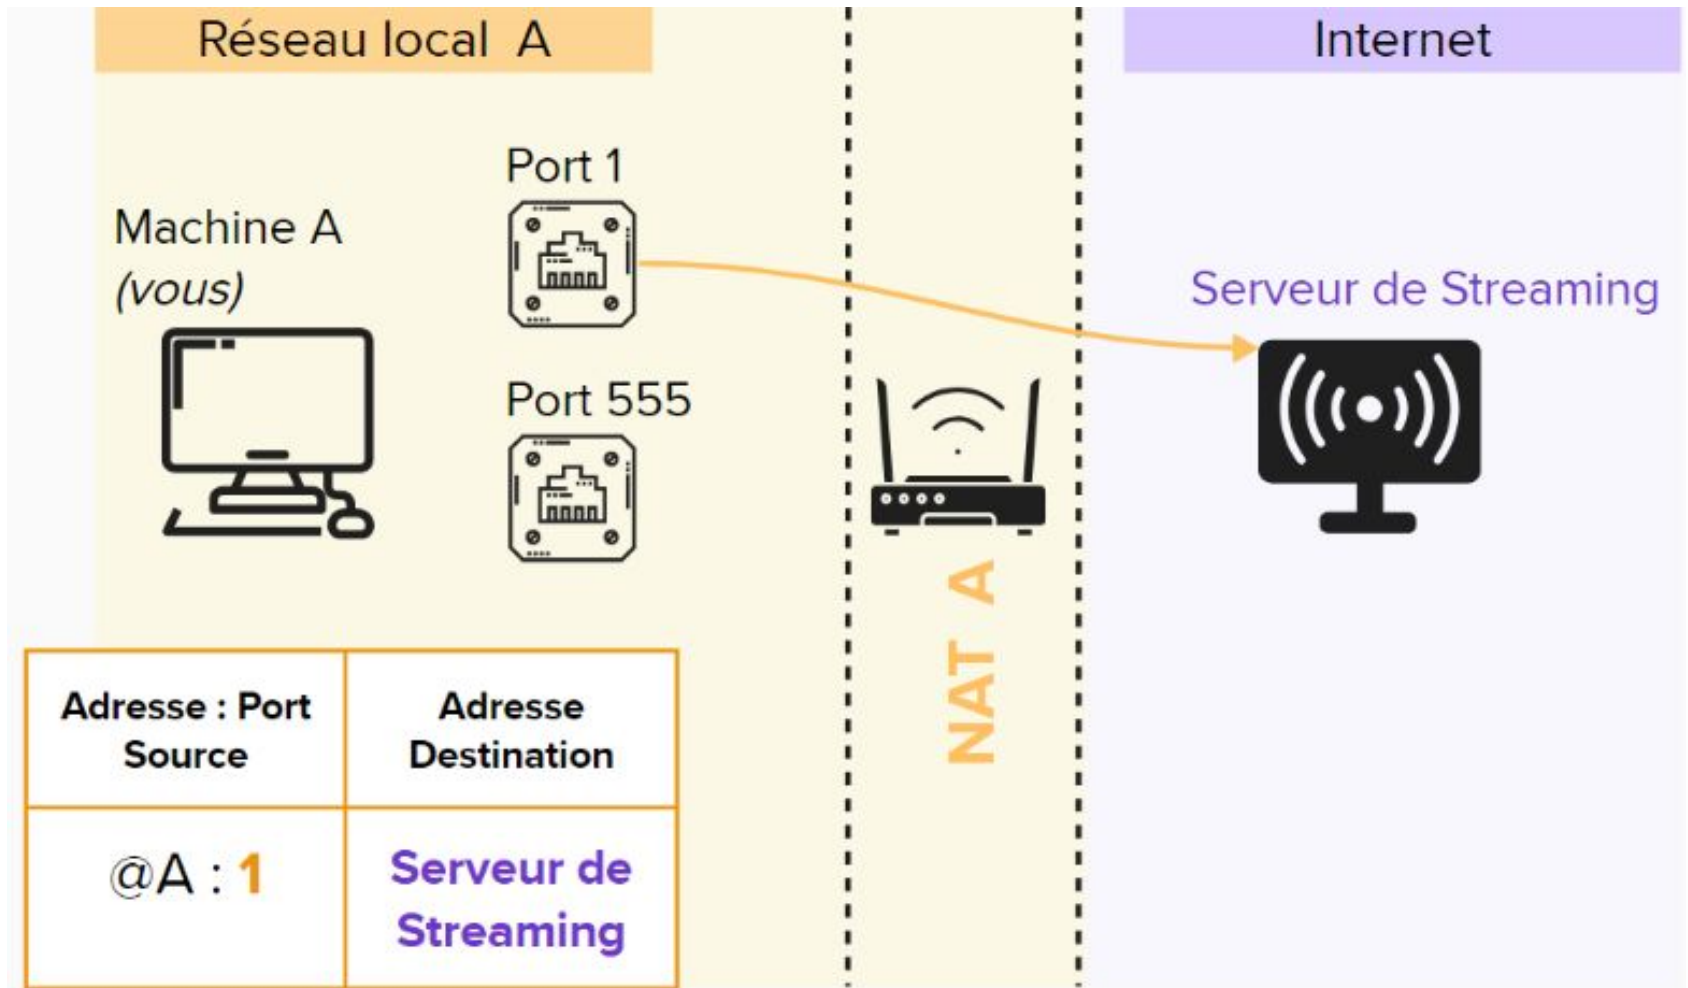 Réseau local A
Internet
Port 1
Machine A
(vous)
Serveur de Streaming
Port 555
NAT A
Adresse : Port
Source
Adresse
Destination
@A : 1
Serveur de
Streaming